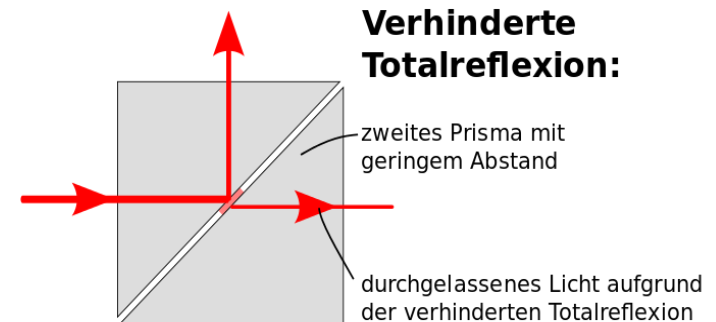 Verhinderte
Totalreflexion:
zweites Prisma mit
geringem Abstand
durchgelassenes Licht aufgrund
der verhinderten Totalreflexion